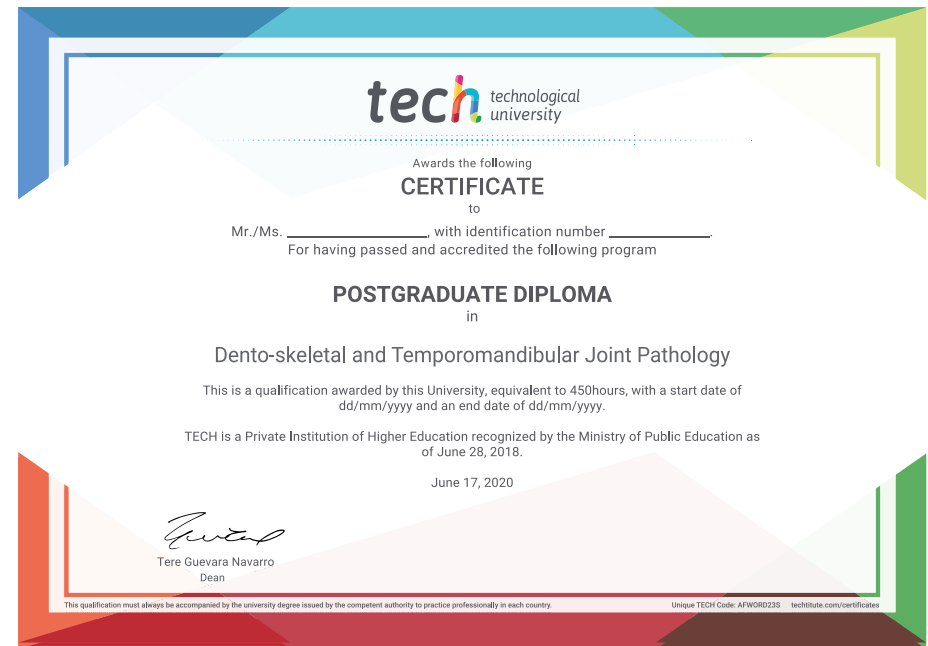 tech technological
university
Awards the following
CERTIFICATE
to
Mr./Ms. ____________________, with identification number ______________.
For having passed and accredited the following program
POSTGRADUATE DIPLOMA
in
Dento-skeletal and Temporomandibular Joint Pathology
This is a qualification awarded by this University, equivalent to 450hours, with a start date of
dd/mm/yyyy and an end date of dd/mm/yyyy.
TECH is a Private Institution of Higher Education recognized by the Ministry of Public Education as
of June 28, 2018.
June 17, 2020
Tere Guevara Navarro
Dean
This qualification must always be accompanied by the university degree issued by the competent authority to practice professionally in each country.
Unique TECH Code: AFWORD23S techtitute.com/certificates